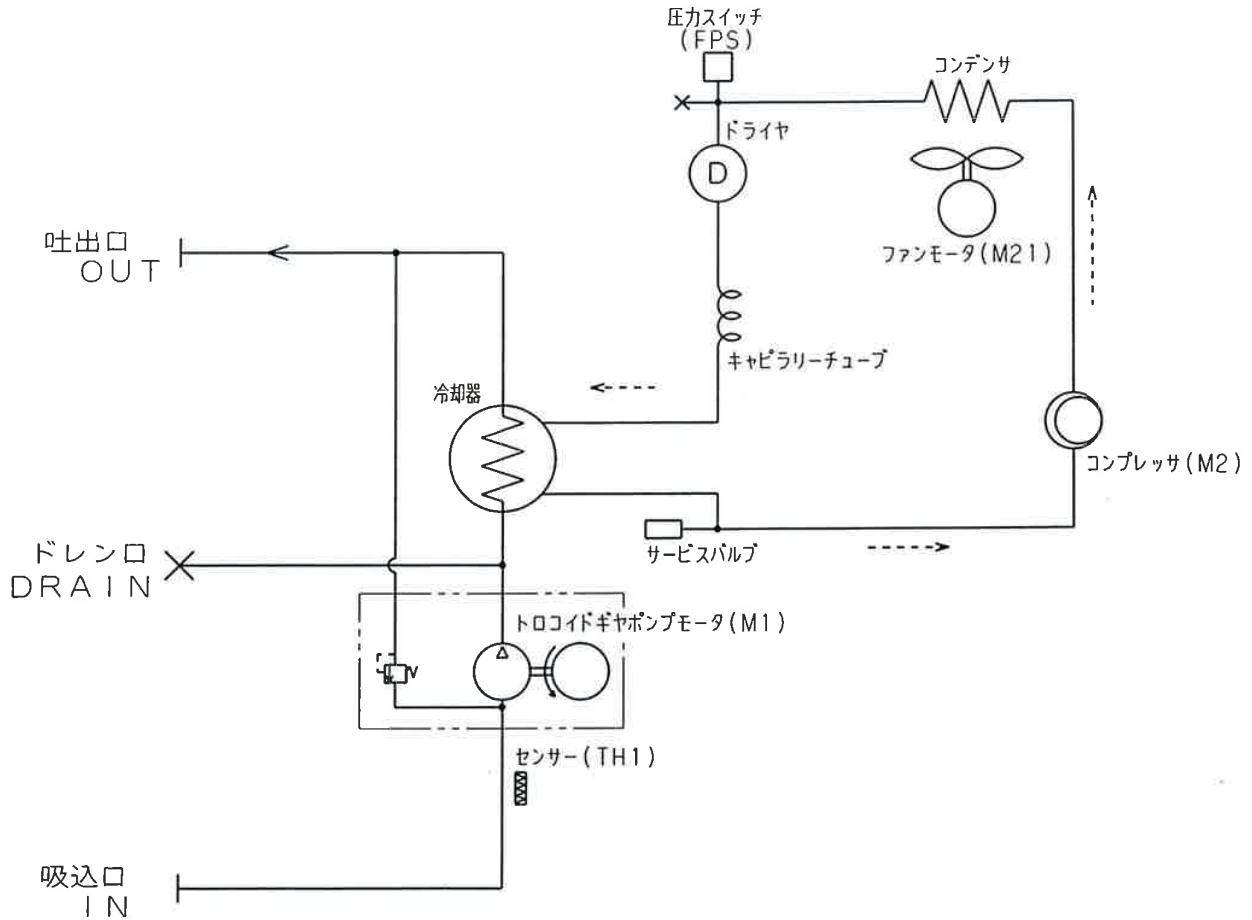 圧力スイッチ
(FPS)
コンデンサ
ドライヤ
D
吐出口
OUT
ファンモータ(M21)
キャピラリーチューブ
冷却器
コンプレッサ(M2)
ドレン口
DRAIN
サービスバルブ
トロコイドギヤポンプモータ(M1)
センサー(TH1)
吸込口
IN